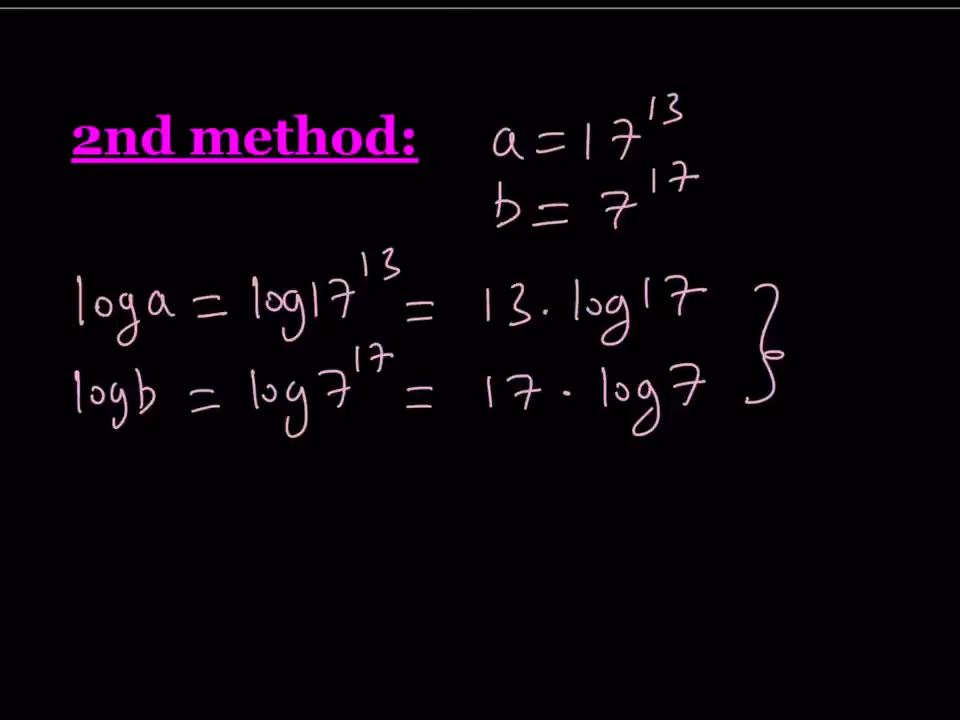 2nd method:
a = 17^13
b = 7^17
log a = log 17^13 = 13 · log 17
log b = log 7^17 = 17 · log 7